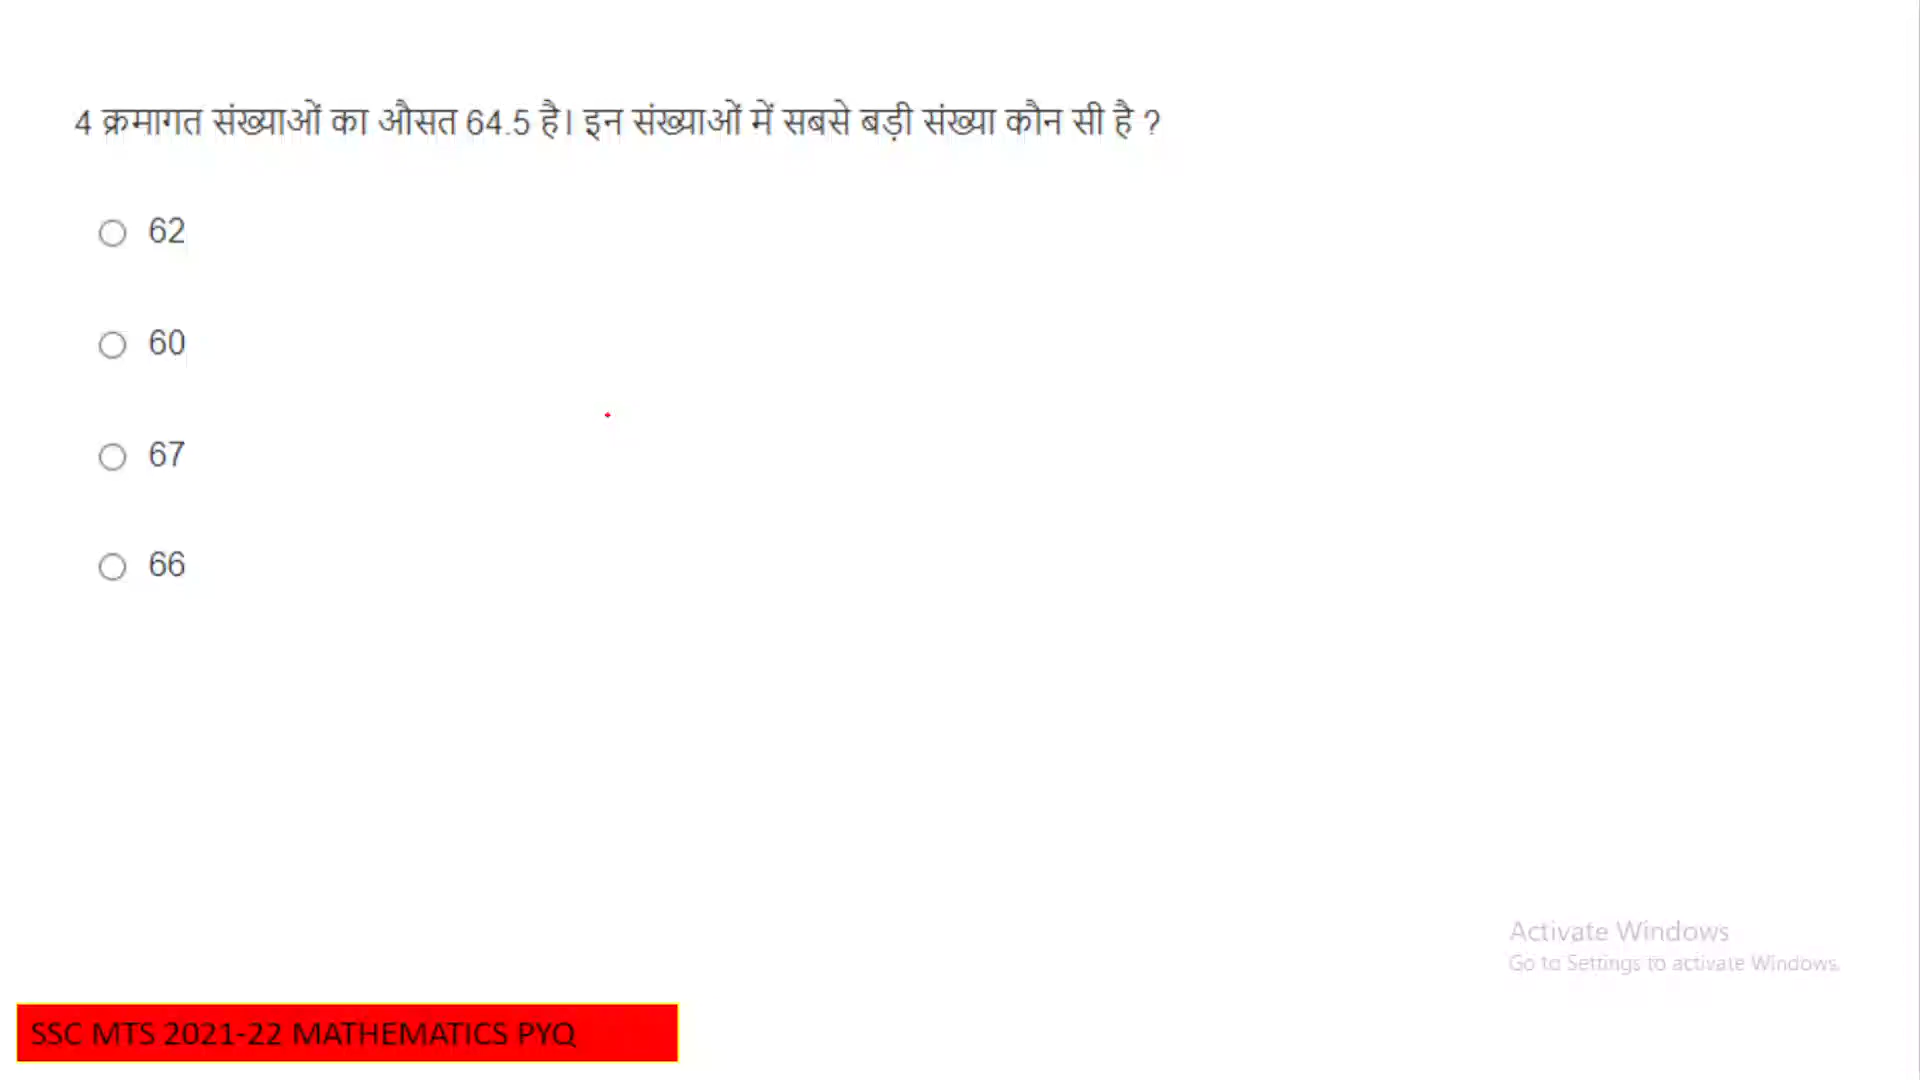 4 क्रमागत संख्याओं का औसत 64.5 है। इन संख्याओं में सबसे बड़ी संख्या कौन सी है ?
62
60
67
66
Activate Windows
Go to Settings to activate Windows.
SSC MTS 2021-22 MATHEMATICS PYQ